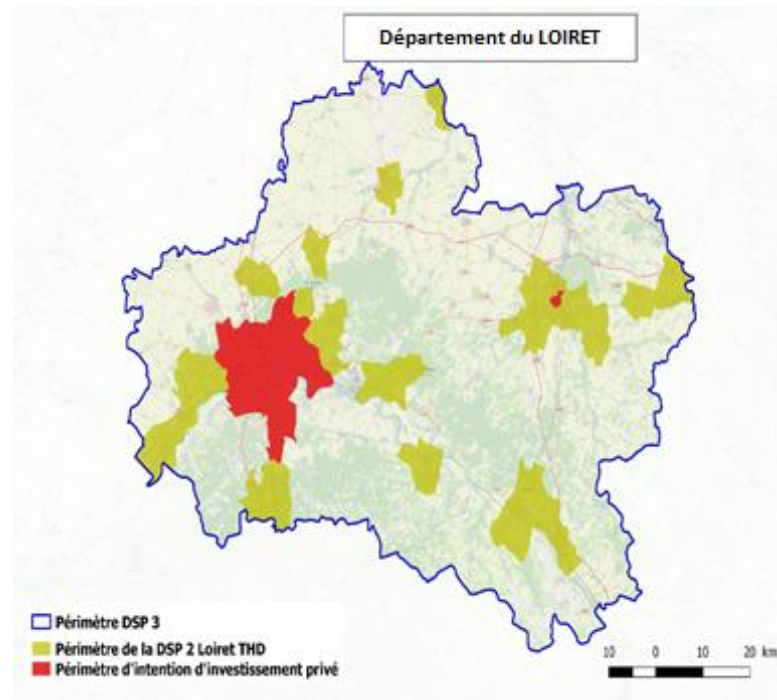 Département du LOIRET
Périmètre DSP 3
Périmètre de la DSP 2 Loiret THD
Périmètre d'intention d'investissement privé
10 0 10 20 km